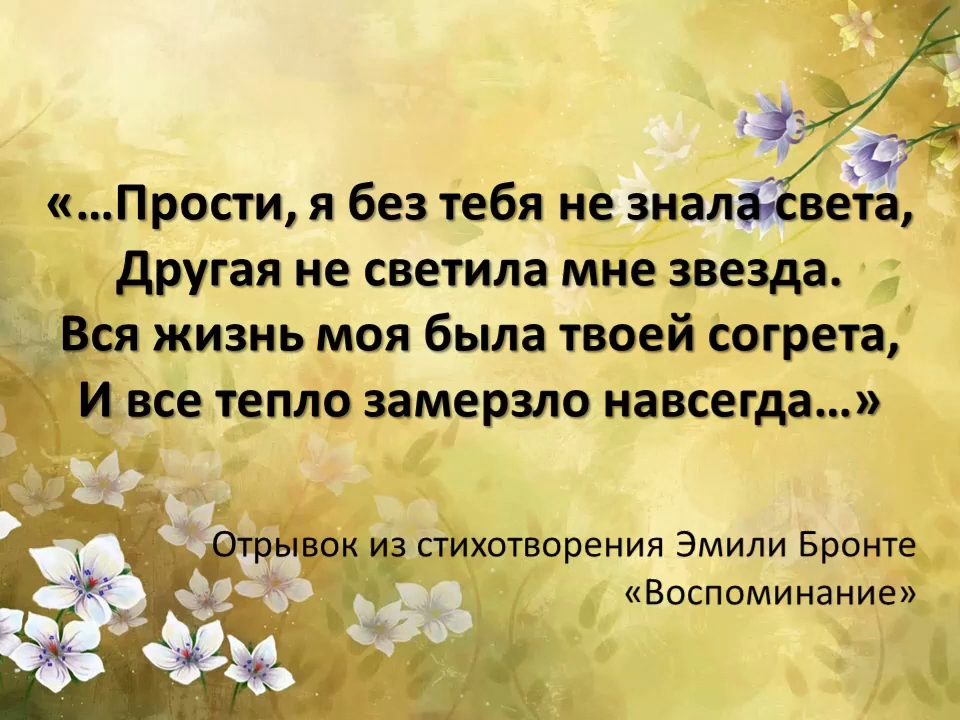 «…Прости, я без тебя не знала света,
Другая не светила мне звезда.
Вся жизнь моя была твоей согрета,
И все тепло замерзло навсегда…»
Отрывок из стихотворения Эмили Бронте
«Воспоминание»